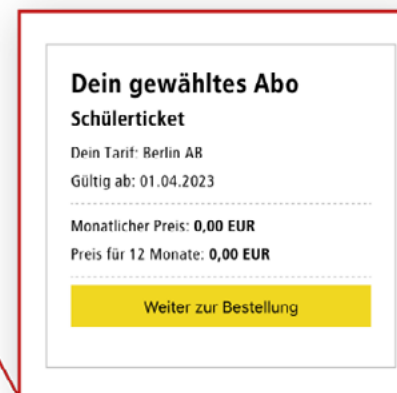 Dein gewähltes Abo
Schülerticket
Dein Tarif: Berlin AB
Gültig ab: 01.04.2023
Monatlicher Preis: 0,00 EUR
Preis für 12 Monate: 0,00 EUR
Weiter zur Bestellung